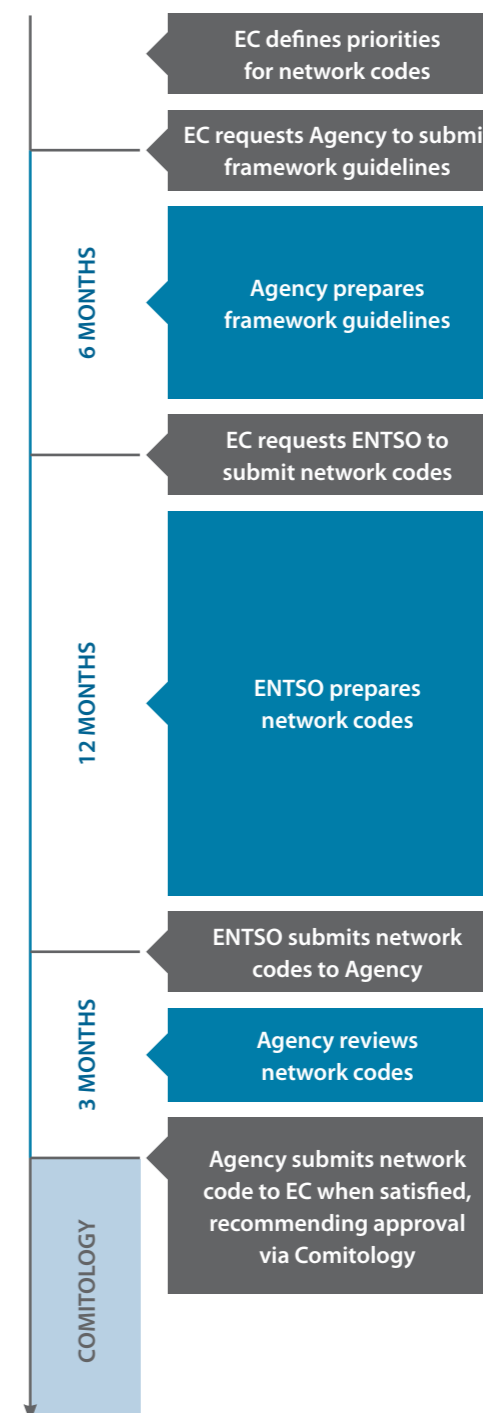 EC defines priorities
for network codes
EC requests Agency to submi
framework guidelines
6 MONTHS
Agency prepares
framework guidelines
EC requests ENTSO to
submit network codes
12 MONTHS
ENTSO prepares
network codes
ENTSO submits network
codes to Agency
3 MONTHS
Agency reviews
network codes
Agency submits network
code to EC when satisfied,
recommending approval
via Comitology
COMITOLOGY